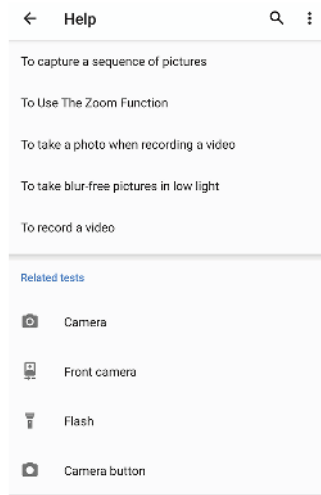 Help
To capture a sequence of pictures
To Use The Zoom Function
To take a photo when recording a video
To take blur-free pictures in low light
To record a video
Related tests
Camera
Front camera
Flash
Camera button